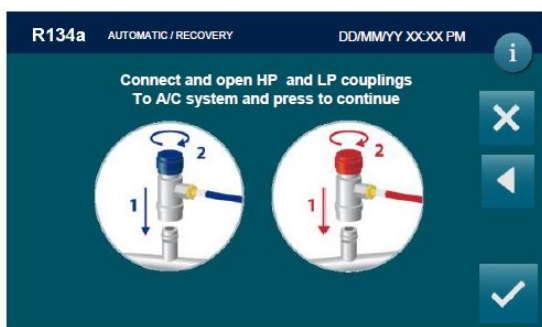 R134a AUTOMATIC / RECOVERY DD/MM/YY XX:XX PM
i
Connect and open HP and LP couplings
To A/C system and press to continue
2 2
1 1